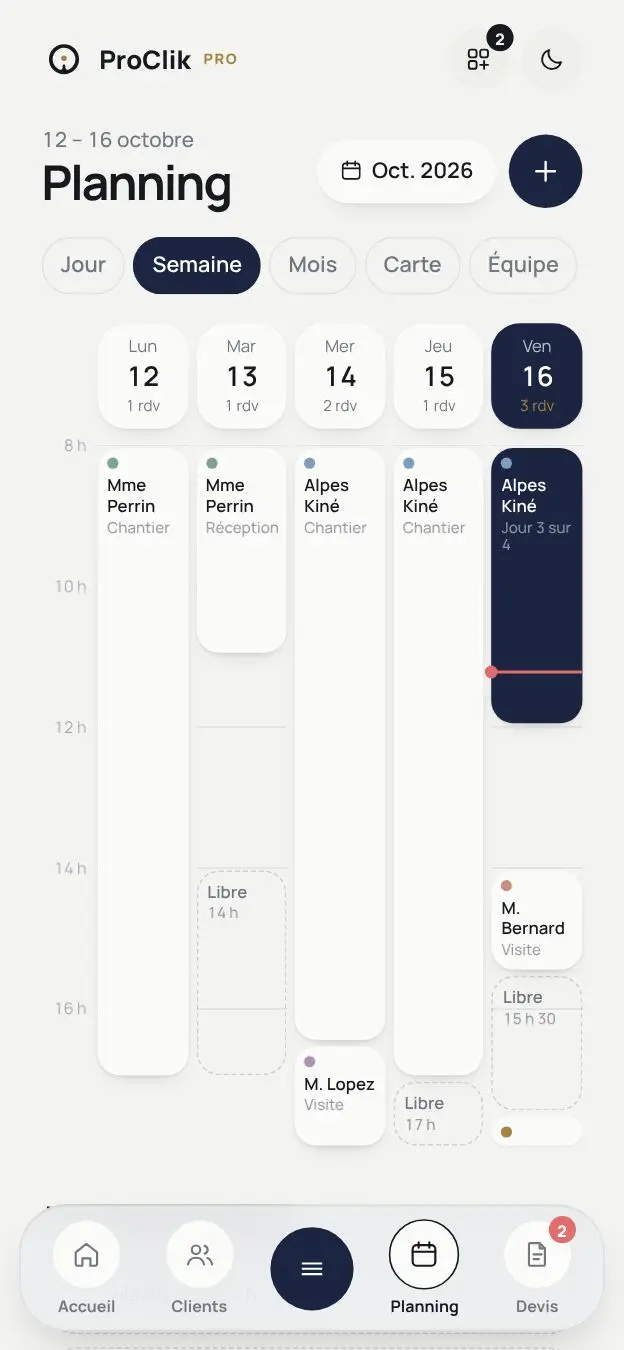 ProClik PRO
2
12 – 16 octobre
Planning
Oct. 2026
Jour
Semaine
Mois
Carte
Équipe
Lun
12
1 rdv
Mar
13
1 rdv
Mer
14
2 rdv
Jeu
15
1 rdv
Ven
16
3 rdv
8 h
10 h
12 h
14 h
16 h
Mme
Perrin
Chantier
Mme
Perrin
Réception
Libre
14 h
Alpes
Kiné
Chantier
M. Lopez
Visite
Alpes
Kiné
Chantier
Libre
17 h
Alpes
Kiné
Jour 3 sur
4
M.
Bernard
Visite
Libre
15 h 30
Accueil
Clients
Planning
2
Devis